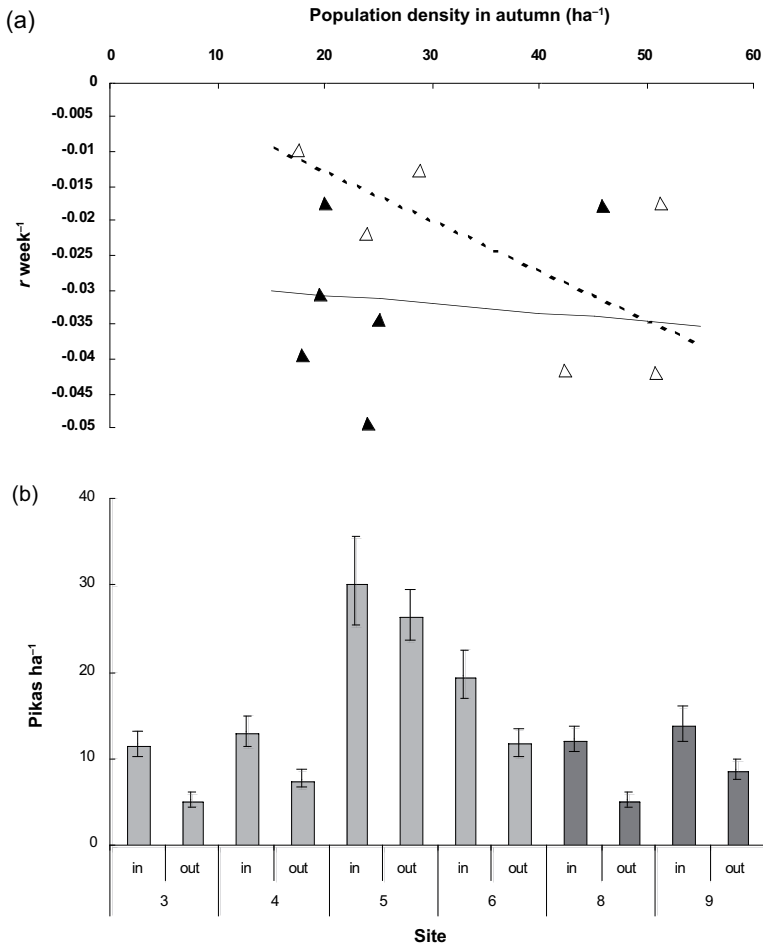 (a)
Population density in autumn (ha⁻¹)
0 10 20 30 40 50 60
0
-0.005
-0.01
-0.015
-0.02
-0.025
-0.03
-0.035
-0.04
-0.045
-0.05
r week⁻¹
(b)
40
30
20
10
0
Pikas ha⁻¹
in out in out in out in out in out in out
3 4 5 6 8 9
Site